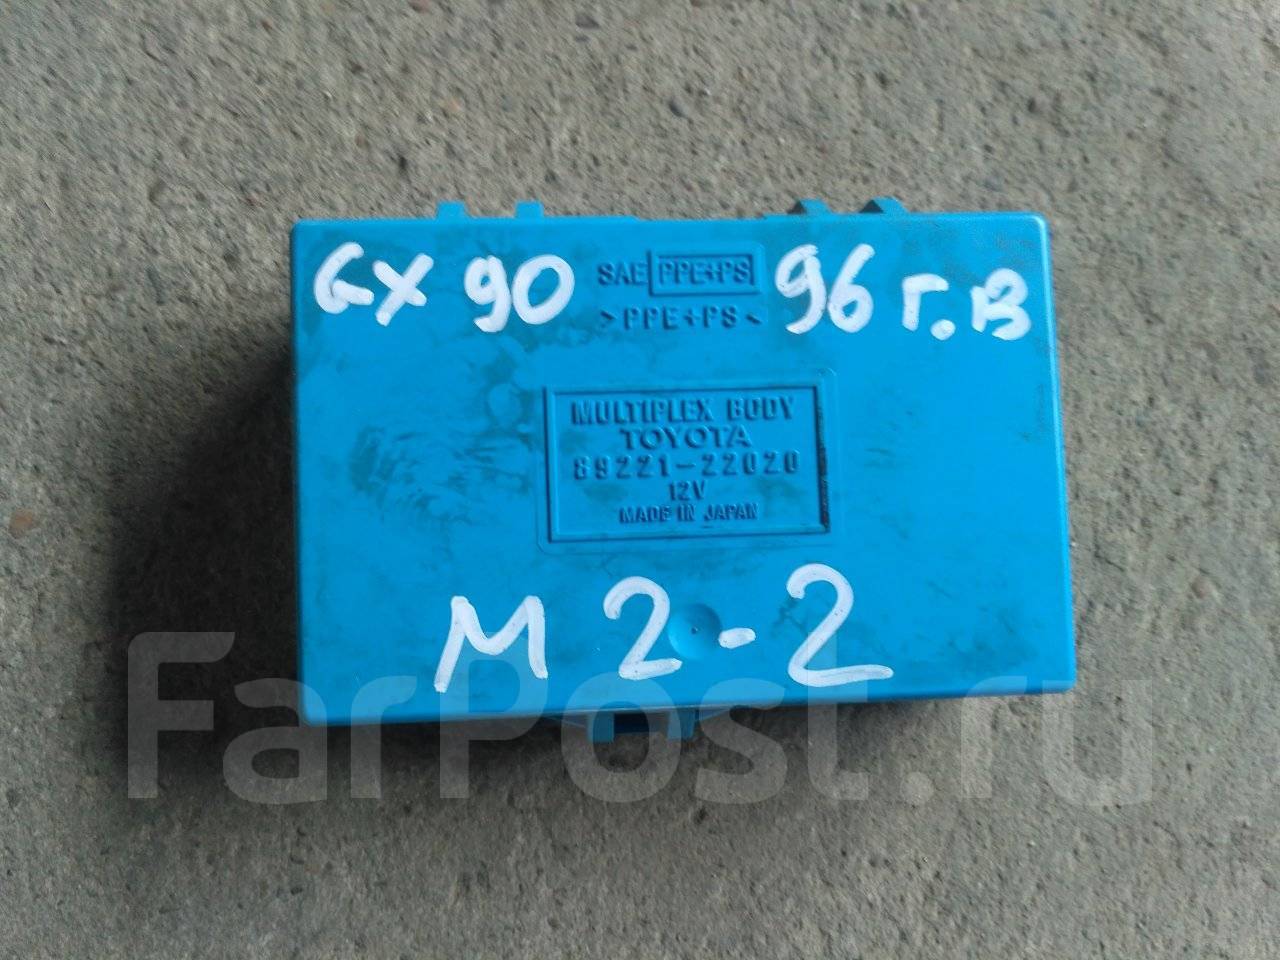 GX 90 SAE PPE+PS 96 г.в
>PPE+PS<
MULTIPLEX BODY
TOYOTA
89221-22020
12V
MADE IN JAPAN
M 2-2
FarPost.ru